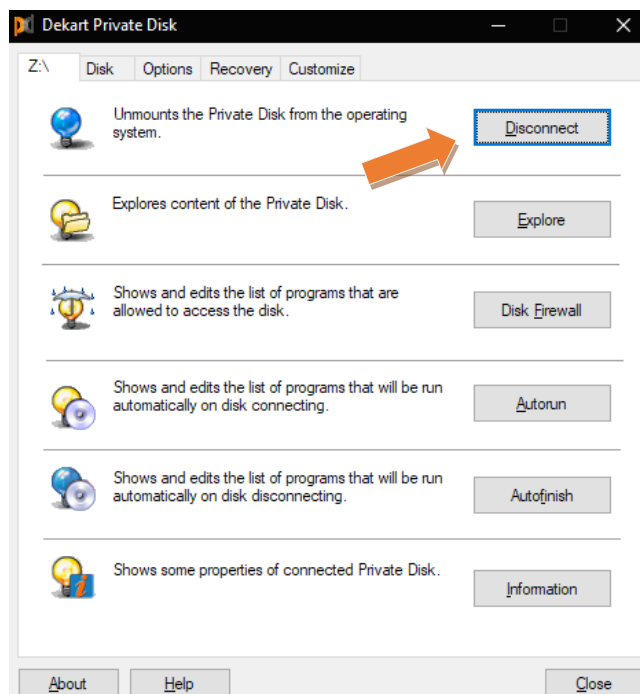 Dekart Private Disk
Z:\ Disk Options Recovery Customize
Unmounts the Private Disk from the operating
system.
Disconnect
Explores content of the Private Disk.
Explore
Shows and edits the list of programs that are
allowed to access the disk.
Disk Firewall
Shows and edits the list of programs that will be run
automatically on disk connecting.
Autorun
Shows and edits the list of programs that will be run
automatically on disk disconnecting.
Autofinish
Shows some properties of connected Private Disk.
Information
About Help Close